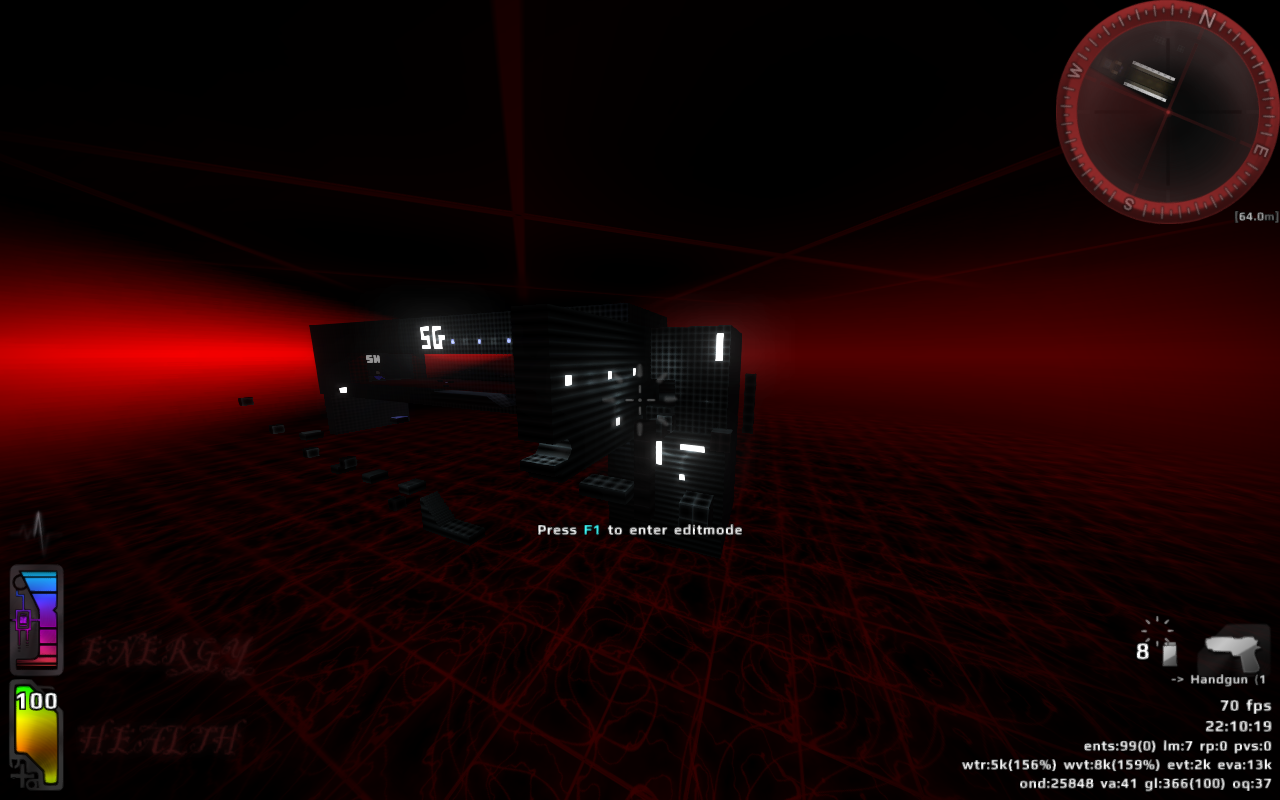 N
W
E
S
[64.0m]
SG
SH
Press F1 to enter editmode
ENERGY
100
HEALTH
8
-> Handgun (1
70 fps
22:10:19
ents:99(0) lm:7 rp:0 pvs:0
wtr:5k(156%) wvt:8k(159%) evt:2k eva:13k
ond:25848 va:41 gl:366(100) oq:37